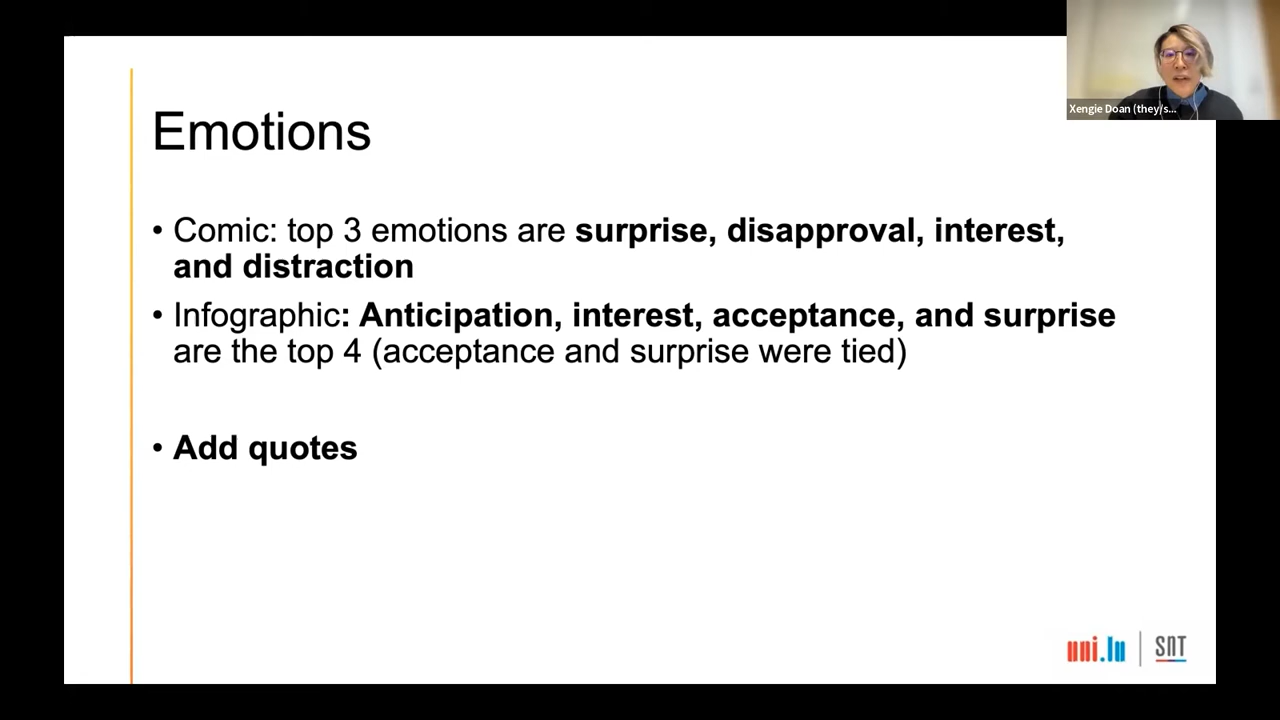 Xengie Doan (they/s...
Emotions
• Comic: top 3 emotions are surprise, disapproval, interest,
and distraction
• Infographic: Anticipation, interest, acceptance, and surprise
are the top 4 (acceptance and surprise were tied)
• Add quotes
uni.lu | SNT